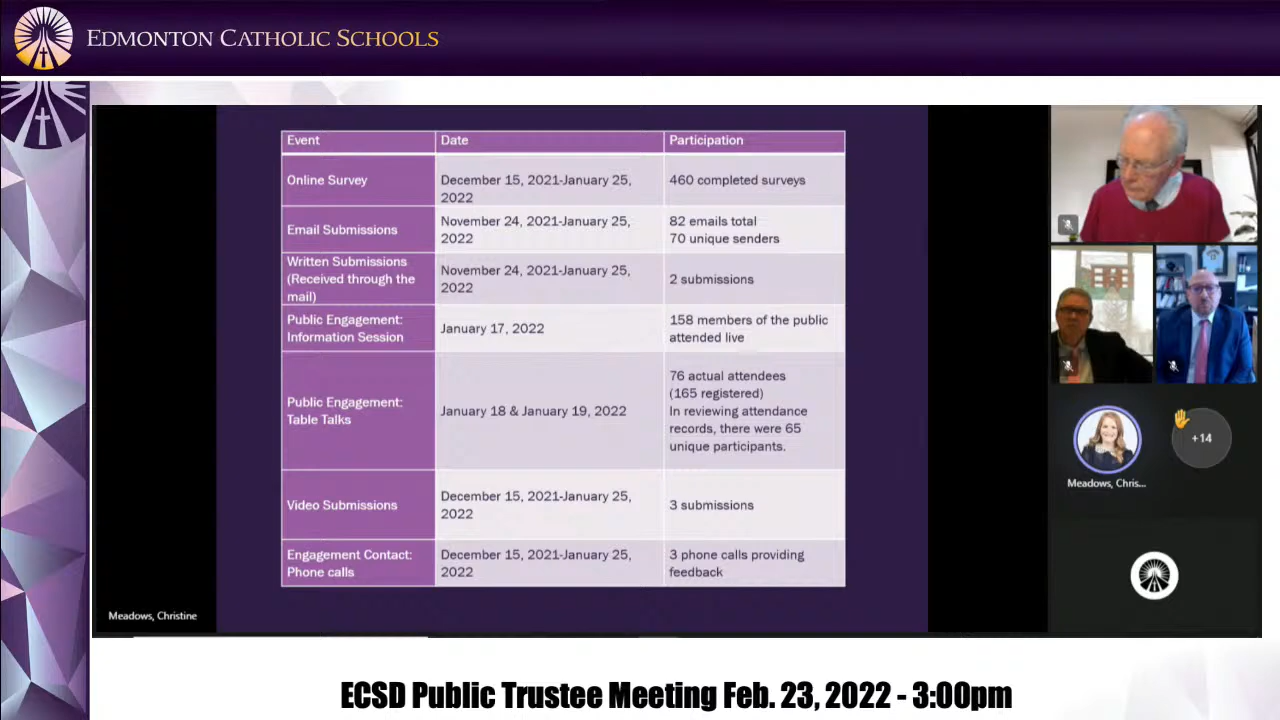 EDMONTON CATHOLIC SCHOOLS
Event Date Participation
Online Survey
December 15, 2021-January 25,
2022
460 completed surveys
Email Submissions
November 24, 2021-January 25,
2022
82 emails total
70 unique senders
Written Submissions
(Received through the
mail)
November 24, 2021-January 25,
2022
2 submissions
Public Engagement:
Information Session
January 17, 2022
158 members of the public
attended live
Public Engagement:
Table Talks
January 18 & January 19, 2022
76 actual attendees
(165 registered)
In reviewing attendance
records, there were 65
unique participants.
Video Submissions
December 15, 2021-January 25,
2022
3 submissions
Engagement Contact:
Phone calls
December 15, 2021-January 25,
2022
3 phone calls providing
feedback
Meadows, Christine
+14
Meadows, Chris...
ECSD Public Trustee Meeting Feb. 23, 2022 - 3:00pm